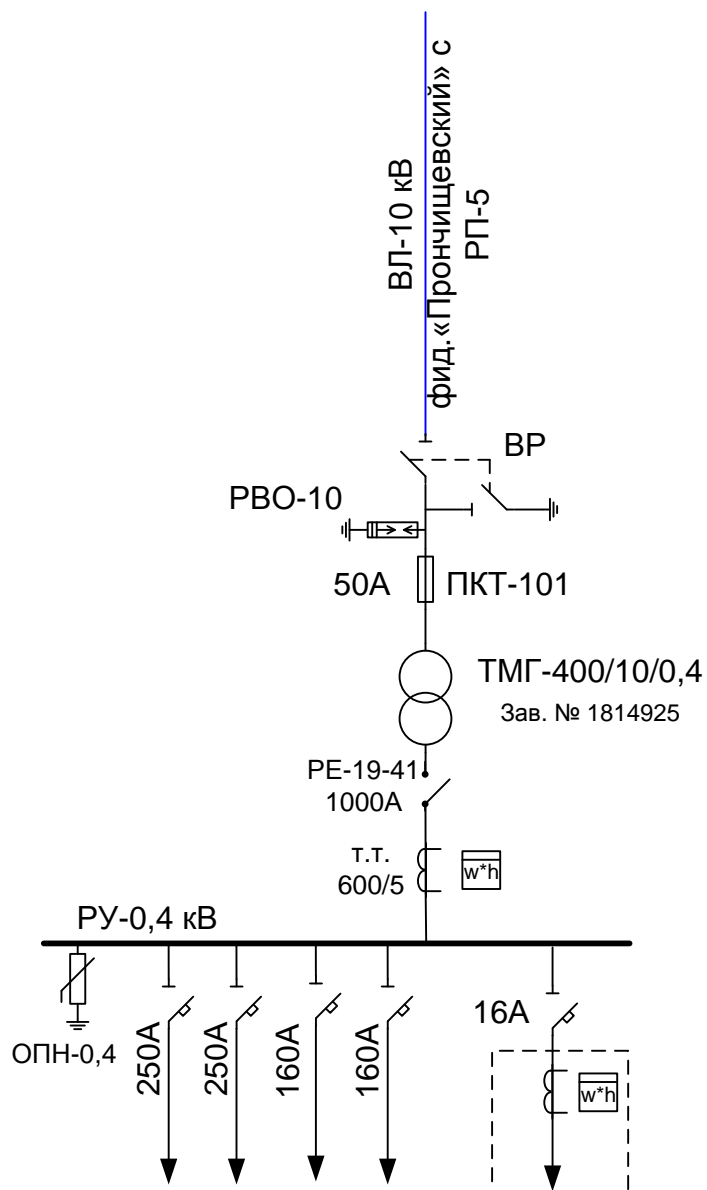 ВЛ-10 кВ
фид.«Прончищевский» с
РП-5
ВР
РВО-10
50А
ПКТ-101
ТМГ-400/10/0,4
Зав. № 1814925
РЕ-19-41
1000А
т.т.
600/5
w*h
РУ-0,4 кВ
ОПН-0,4
250А
250А
160А
160А
16А
w*h